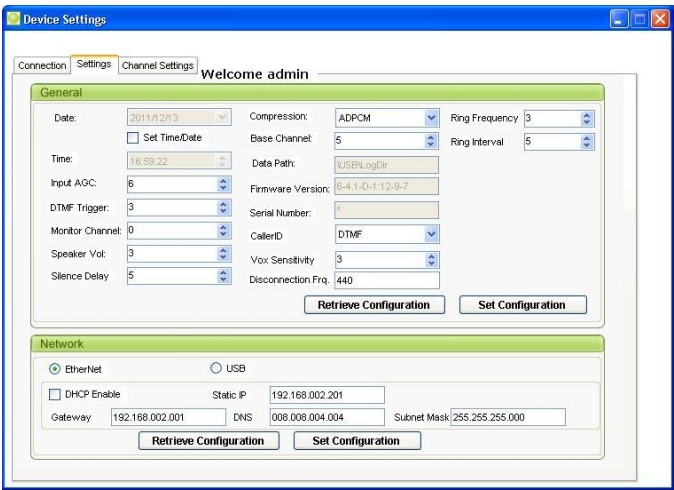 Device Settings
Connection Settings Channel Settings
Welcome admin
General
Date: 2011/12/13 Compression: ADPCM Ring Frequency 3
Set Time/Date Base Channel: 5 Ring Interval 5
Time: 16:59:22 Data Path: \USB\LogDir
Input AGC: 6 Firmware Version: 6-4.1-D-1:12-9-7
DTMF Trigger: 3 Serial Number: *
Monitor Channel: 0 CallerID DTMF
Speaker Vol: 3 Vox Sensitivity 3
Silence Delay 5 Disconnection Frq. 440
Retrieve Configuration Set Configuration
Network
EtherNet USB
DHCP Enable Static IP 192.168.002.201
Gateway 192.168.002.001 DNS 008.008.004.004 Subnet Mask 255.255.255.000
Retrieve Configuration Set Configuration